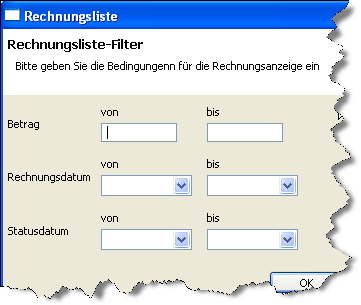 Rechnungsliste
Rechnungsliste-Filter
Bitte geben Sie die Bedingungenn für die Rechnungsanzeige ein
von bis
Betrag
von bis
Rechnungsdatum
von bis
Statusdatum
OK